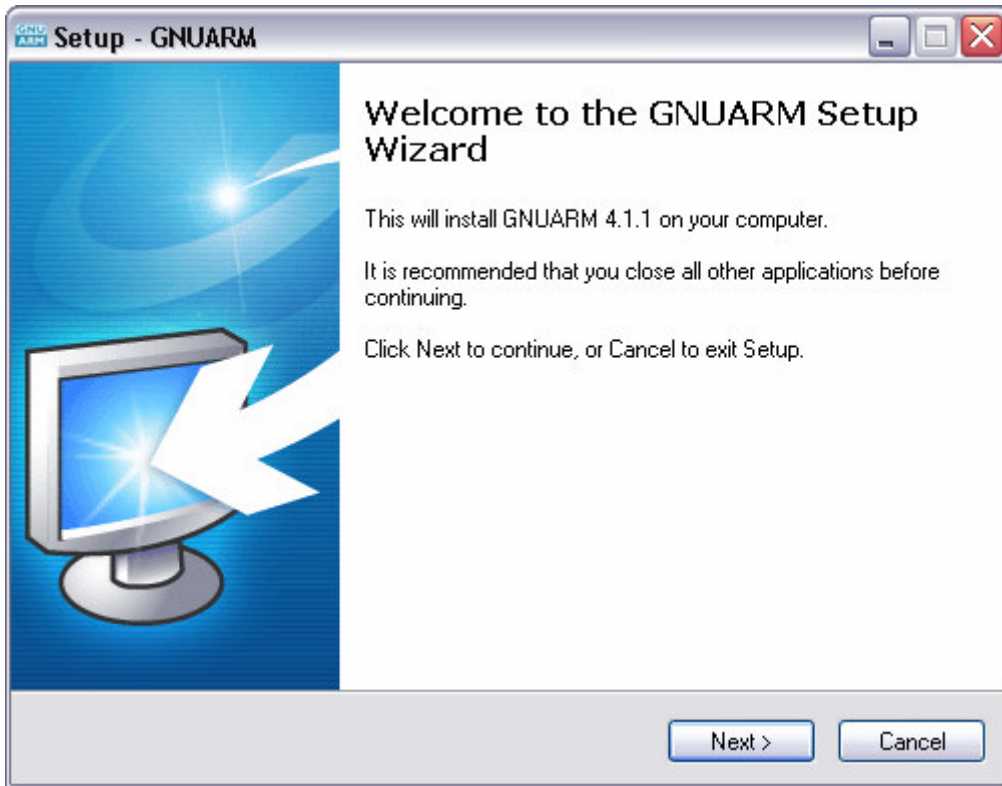 GNU
ARM
Setup - GNUARM
Welcome to the GNUARM Setup
Wizard
This will install GNUARM 4.1.1 on your computer.
It is recommended that you close all other applications before
continuing.
Click Next to continue, or Cancel to exit Setup.
Next >
Cancel